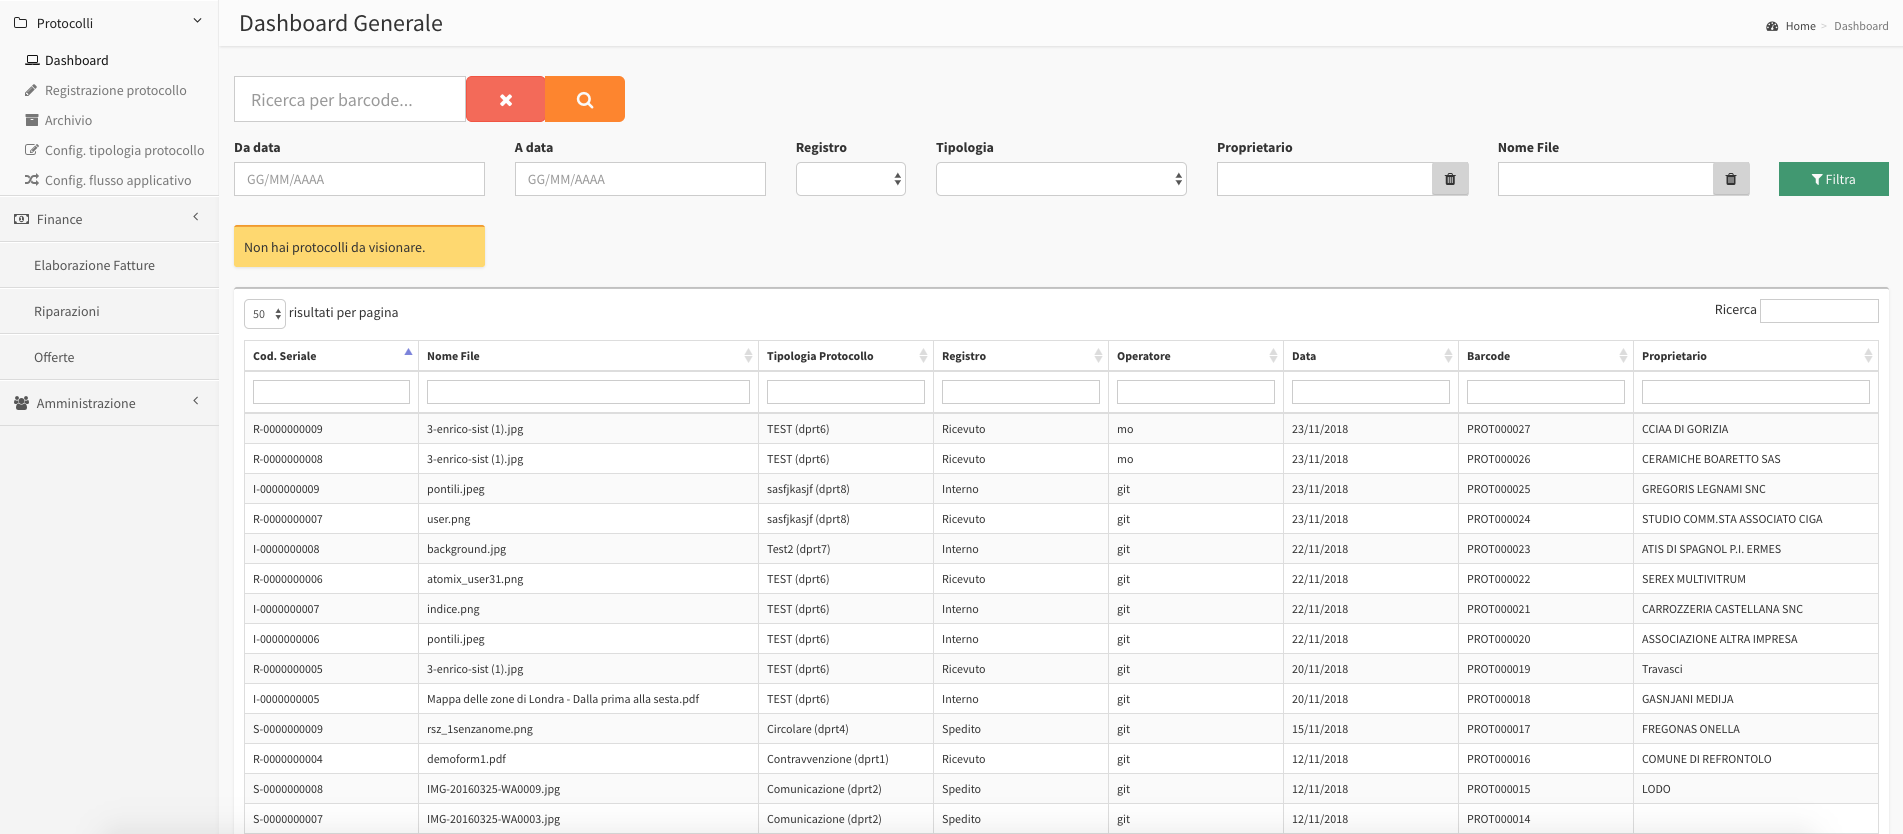 Protocolli
Dashboard
Registrazione protocollo
Archivio
Config. tipologia protocollo
Config. flusso applicativo
Finance
Elaborazione Fatture
Riparazioni
Offerte
Amministrazione
Dashboard Generale
Home > Dashboard
Ricerca per barcode...
Da data A data Registro Tipologia Proprietario Nome File
GG/MM/AAAA GG/MM/AAAA Filtra
Non hai protocolli da visionare.
50 risultati per pagina Ricerca
Cod. Seriale Nome File Tipologia Protocollo Registro Operatore Data Barcode Proprietario
R-0000000009 3-enrico-sist (1).jpg TEST (dprt6) Ricevuto mo 23/11/2018 PROT000027 CCIAA DI GORIZIA
R-0000000008 3-enrico-sist (1).jpg TEST (dprt6) Ricevuto mo 23/11/2018 PROT000026 CERAMICHE BOARETTO SAS
I-0000000009 pontili.jpeg sasfjkasjf (dprt8) Interno git 23/11/2018 PROT000025 GREGORIS LEGNAMI SNC
R-0000000007 user.png sasfjkasjf (dprt8) Ricevuto git 23/11/2018 PROT000024 STUDIO COMM.STA ASSOCIATO CIGA
I-0000000008 background.jpg Test2 (dprt7) Interno git 22/11/2018 PROT000023 ATIS DI SPAGNOL P.I. ERMES
R-0000000006 atomix_user31.png TEST (dprt6) Ricevuto git 22/11/2018 PROT000022 SEREX MULTIVITRUM
I-0000000007 indice.png TEST (dprt6) Interno git 22/11/2018 PROT000021 CARROZZERIA CASTELLANA SNC
I-0000000006 pontili.jpeg TEST (dprt6) Interno git 22/11/2018 PROT000020 ASSOCIAZIONE ALTRA IMPRESA
R-0000000005 3-enrico-sist (1).jpg TEST (dprt6) Ricevuto git 20/11/2018 PROT000019 Travasci
I-0000000005 Mappa delle zone di Londra - Dalla prima alla sesta.pdf TEST (dprt6) Interno git 20/11/2018 PROT000018 GASNJANI MEDIJA
S-0000000009 rsz_1senzanome.png Circolare (dprt4) Spedito git 15/11/2018 PROT000017 FREGONAS ONELLA
R-0000000004 demoform1.pdf Contravvenzione (dprt1) Ricevuto git 12/11/2018 PROT000016 COMUNE DI REFRONTOLO
S-0000000008 IMG-20160325-WA0009.jpg Comunicazione (dprt2) Spedito git 12/11/2018 PROT000015 LODO
S-0000000007 IMG-20160325-WA0003.jpg Comunicazione (dprt2) Spedito git 12/11/2018 PROT000014